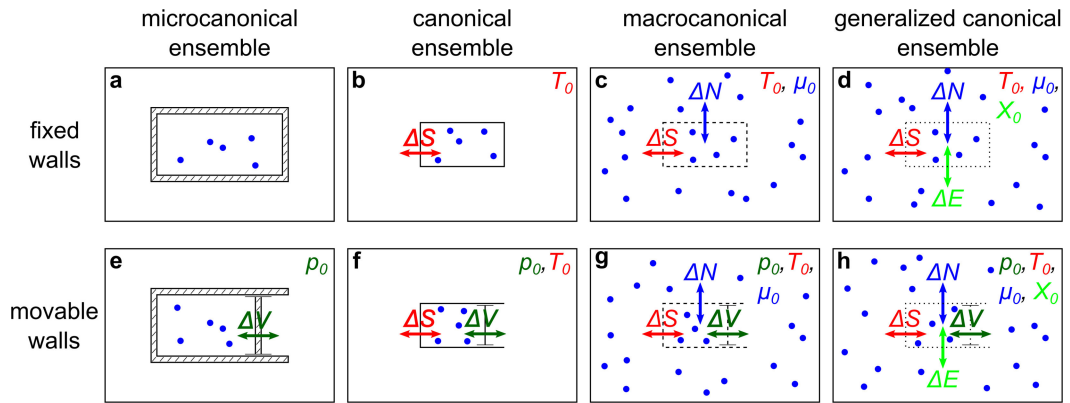 microcanonical
ensemble
canonical
ensemble
macrocanonical
ensemble
generalized canonical
ensemble
fixed
walls
a
b
T₀
ΔS
c
T₀, μ₀
ΔN
ΔS
d
T₀, μ₀,
X₀
ΔN
ΔS
ΔE
movable
walls
e
p₀
ΔV
f
p₀,T₀
ΔS
ΔV
g
p₀,T₀,
μ₀
ΔN
ΔS
ΔV
h
p₀,T₀,
μ₀, X₀
ΔN
ΔS
ΔV
ΔE